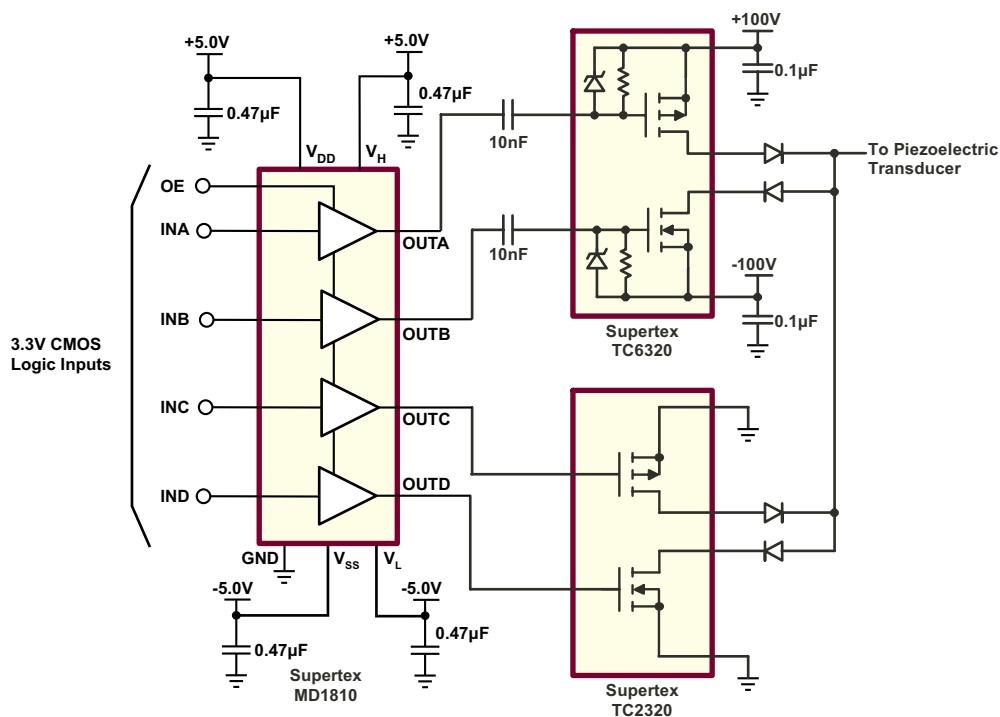 +100V
+5.0V
+5.0V
0.1µF
0.47µF
0.47µF
10nF
VDD
VH
To Piezoelectric
Transducer
OE
INA
OUTA
10nF
-100V
INB
OUTB
0.1µF
Supertex
TC6320
3.3V CMOS
Logic Inputs
INC
OUTC
IND
OUTD
GND
VSS
VL
-5.0V
-5.0V
0.47µF
0.47µF
Supertex
MD1810
Supertex
TC2320